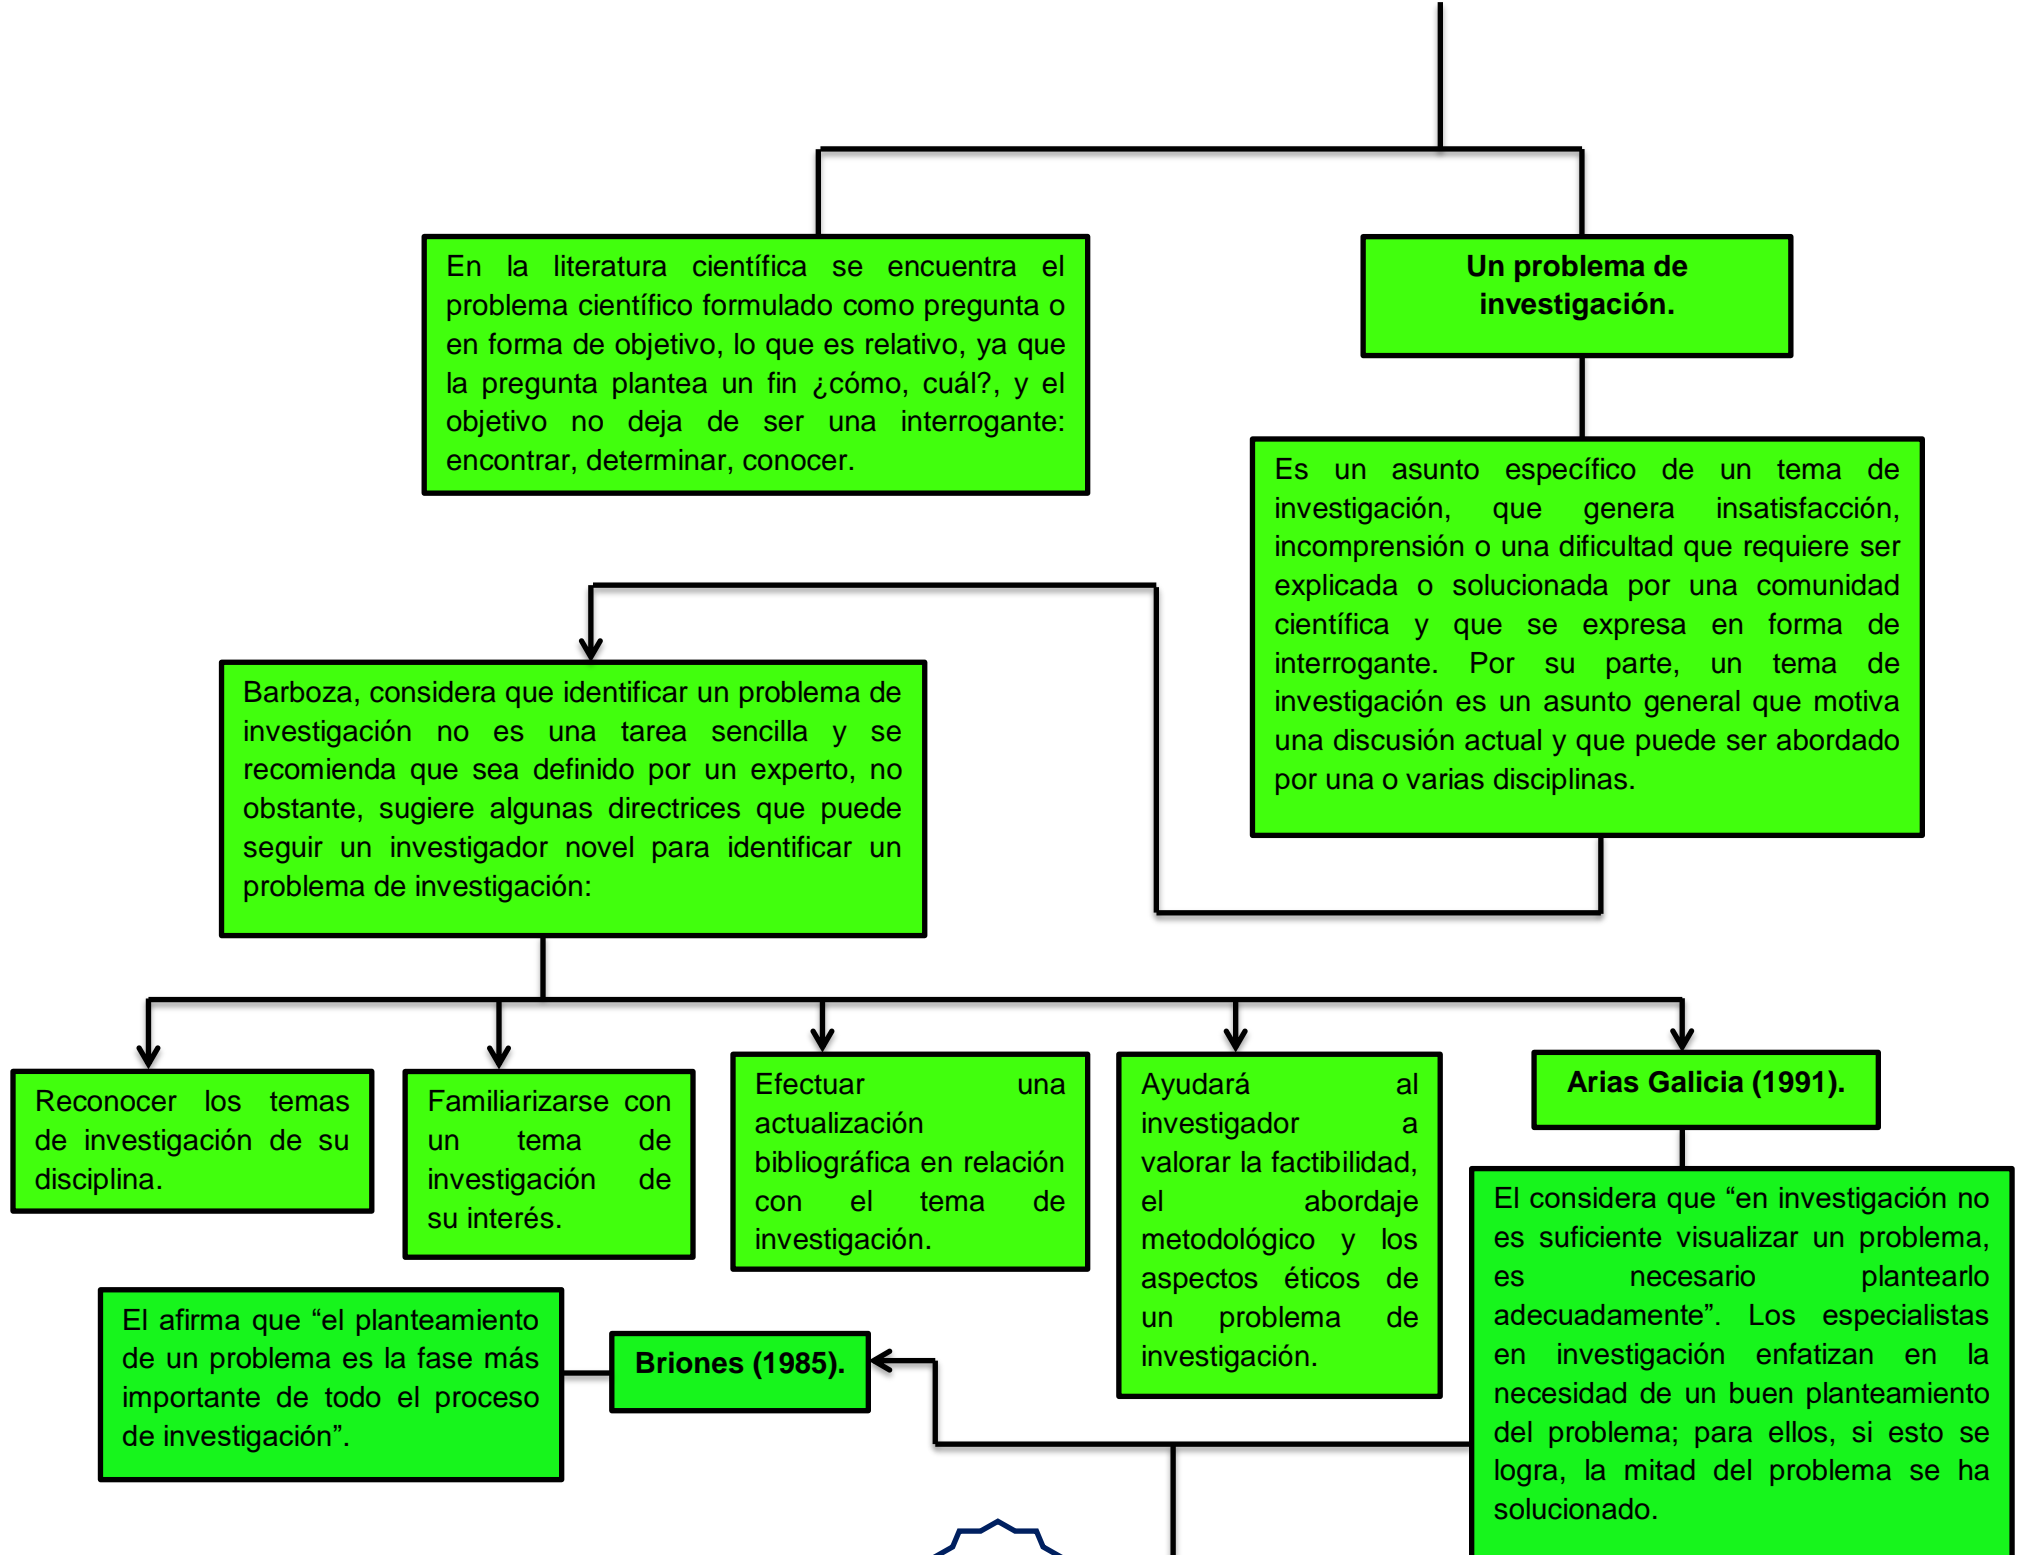 En la literatura científica se encuentra el
problema científico formulado como pregunta o
en forma de objetivo, lo que es relativo, ya que
la pregunta plantea un fin ¿cómo, cuál?, y el
objetivo no deja de ser una interrogante:
encontrar, determinar, conocer.
Un problema de
investigación.
Es un asunto específico de un tema de
investigación, que genera insatisfacción,
incomprensión o una dificultad que requiere ser
explicada o solucionada por una comunidad
científica y que se expresa en forma de
interrogante. Por su parte, un tema de
investigación es un asunto general que motiva
una discusión actual y que puede ser abordado
por una o varias disciplinas.
Barboza, considera que identificar un problema de
investigación no es una tarea sencilla y se
recomienda que sea definido por un experto, no
obstante, sugiere algunas directrices que puede
seguir un investigador novel para identificar un
problema de investigación:
Reconocer los temas
de investigación de su
disciplina.
Familiarizarse con
un tema de
investigación de
su interés.
Efectuar una
actualización
bibliográfica en relación
con el tema de
investigación.
Ayudará al
investigador a
valorar la factibilidad,
el abordaje
metodológico y los
aspectos éticos de
un problema de
investigación.
Arias Galicia (1991).
El considera que “en investigación no
es suficiente visualizar un problema,
es necesario plantearlo
adecuadamente”. Los especialistas
en investigación enfatizan en la
necesidad de un buen planteamiento
del problema; para ellos, si esto se
logra, la mitad del problema se ha
solucionado.
El afirma que “el planteamiento
de un problema es la fase más
importante de todo el proceso
de investigación”.
Briones (1985).